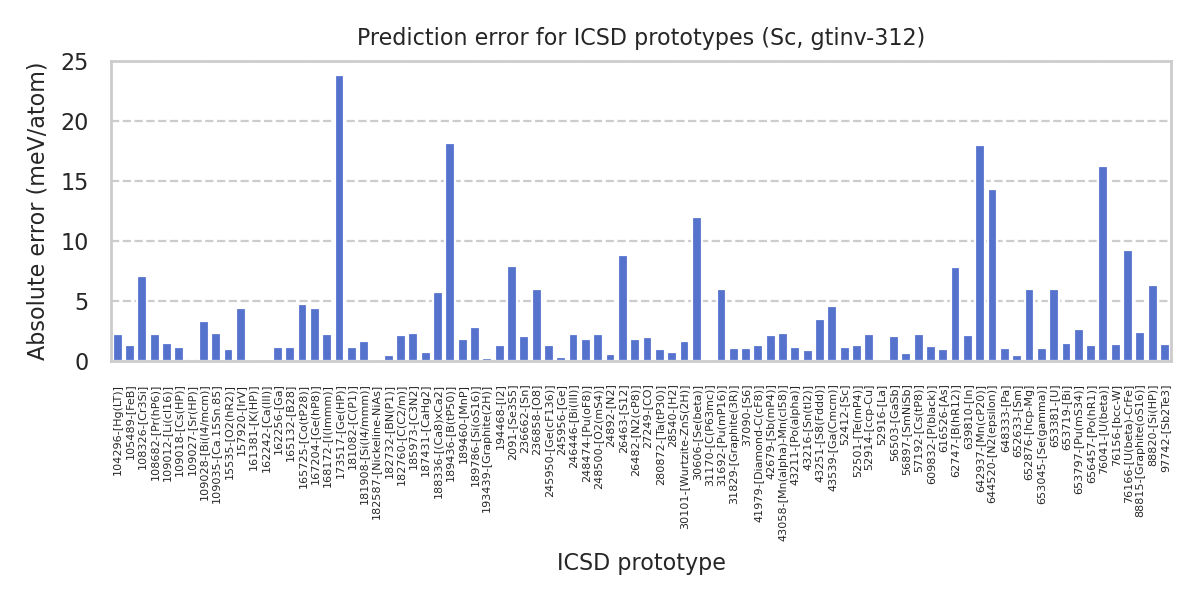 Prediction error for ICSD prototypes (Sc, gtinv-312)
Absolute error (meV/atom)
25
20
15
10
5
0
104296-[Hg(LT)]
105489-[FeB]
108326-[Cr3Si]
108682-[Pr(hP6)]
109012-[Li(cI16)]
109018-[Cs(HP)]
109027-[Sr(HP)]
109028-[Bi(I4/mcm)]
109035-[Ca.15Sn.85]
15535-[O2(hR2)]
157920-[IrV]
161381-[K(HP)]
162242-[Ca(III)]
162256-[Ga]
165132-[B28]
165725-[Co(tP28)]
167204-[Ge(hP8)]
168172-[I(Immm)]
173517-[Ge(HP)]
181082-[C(P1)]
181908-[Si(I4/mmm)]
182587-[Nickeline-NiAs]
182732-[BN(P1)]
182760-[C(C2/m)]
185973-[C3N2]
187431-[CaHg2]
188336-[(Ca8)xCa2]
189436-[B(tP50)]
189460-[MnP]
189786-[Si(oS16)]
193439-[Graphite(2H)]
194468-[I2]
2091-[Se3S5]
236662-[Sn]
236858-[O8]
245950-[Ge(cF136)]
245956-[Ge]
246446-[Bi(III)]
248474-[Pu(oF8)]
248500-[O2(mS4)]
24892-[N2]
26463-[S12]
26482-[N2(cP8)]
272249-[CO]
280872-[Ta(tP30)]
28540-[H2]
30101-[Wurtzite-ZnS(2H)]
30606-[Se(beta)]
31170-[C(P63mc)]
31692-[Pu(mP16)]
31829-[Graphite(3R)]
37090-[S6]
41979-[Diamond-C(cF8)]
42679-[Sb(mP4)]
43058-[Mn(alpha)-Mn(cI58)]
43211-[Po(alpha)]
43216-[Sn(tI2)]
43251-[S8(Fddd)]
43539-[Ga(Cmcm)]
52412-[Sc]
52501-[Te(mP4)]
52914-[fcc-Cu]
52916-[La]
56503-[GaSb]
56897-[SmNiSb]
57192-[Cs(tP8)]
609832-[P(black)]
616526-[As]
62747-[B(hR12)]
639810-[In]
642937-[Mn(cP20)]
644520-[N2(epsilon)]
648333-[Pa]
652633-[Sm]
652876-[hcp-Mg]
653045-[Se(gamma)]
653381-[U]
653719-[Bi]
653797-[Pu(mS34)]
656457-[Po(hR1)]
76041-[U(beta)]
76156-[bcc-W]
76166-[U(beta)-CrFe]
88815-[Graphite(oS16)]
88820-[Si(HP)]
97742-[Sb2Te3]
ICSD prototype